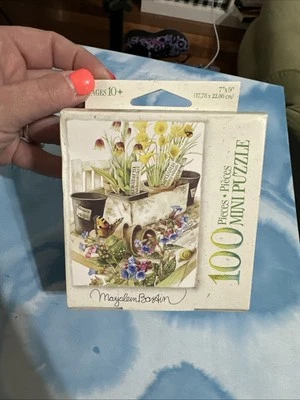 AGES 10+
7"x9"
(17,78 x 22,86 cm)
100
Pieces • Pièces
MINI PUZZLE
Marjolein Bastin